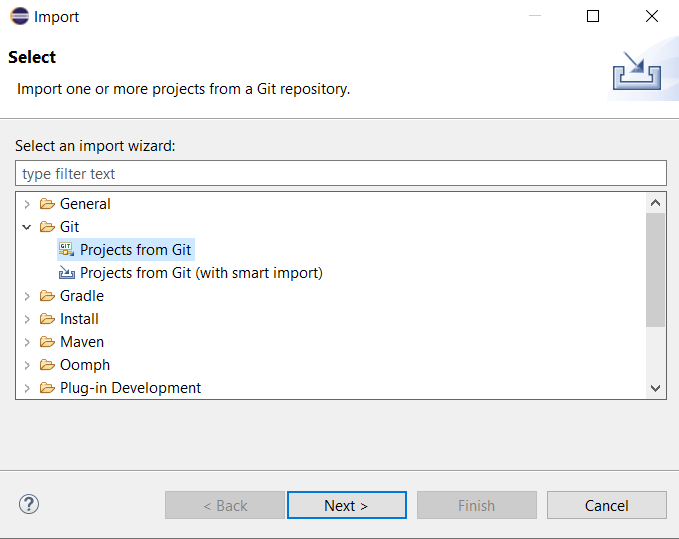 Import
Select
Import one or more projects from a Git repository.
Select an import wizard:
type filter text
General
Git
GIT Projects from Git
Projects from Git (with smart import)
Gradle
Install
Maven
Oomph
Plug-in Development
? < Back Next > Finish Cancel